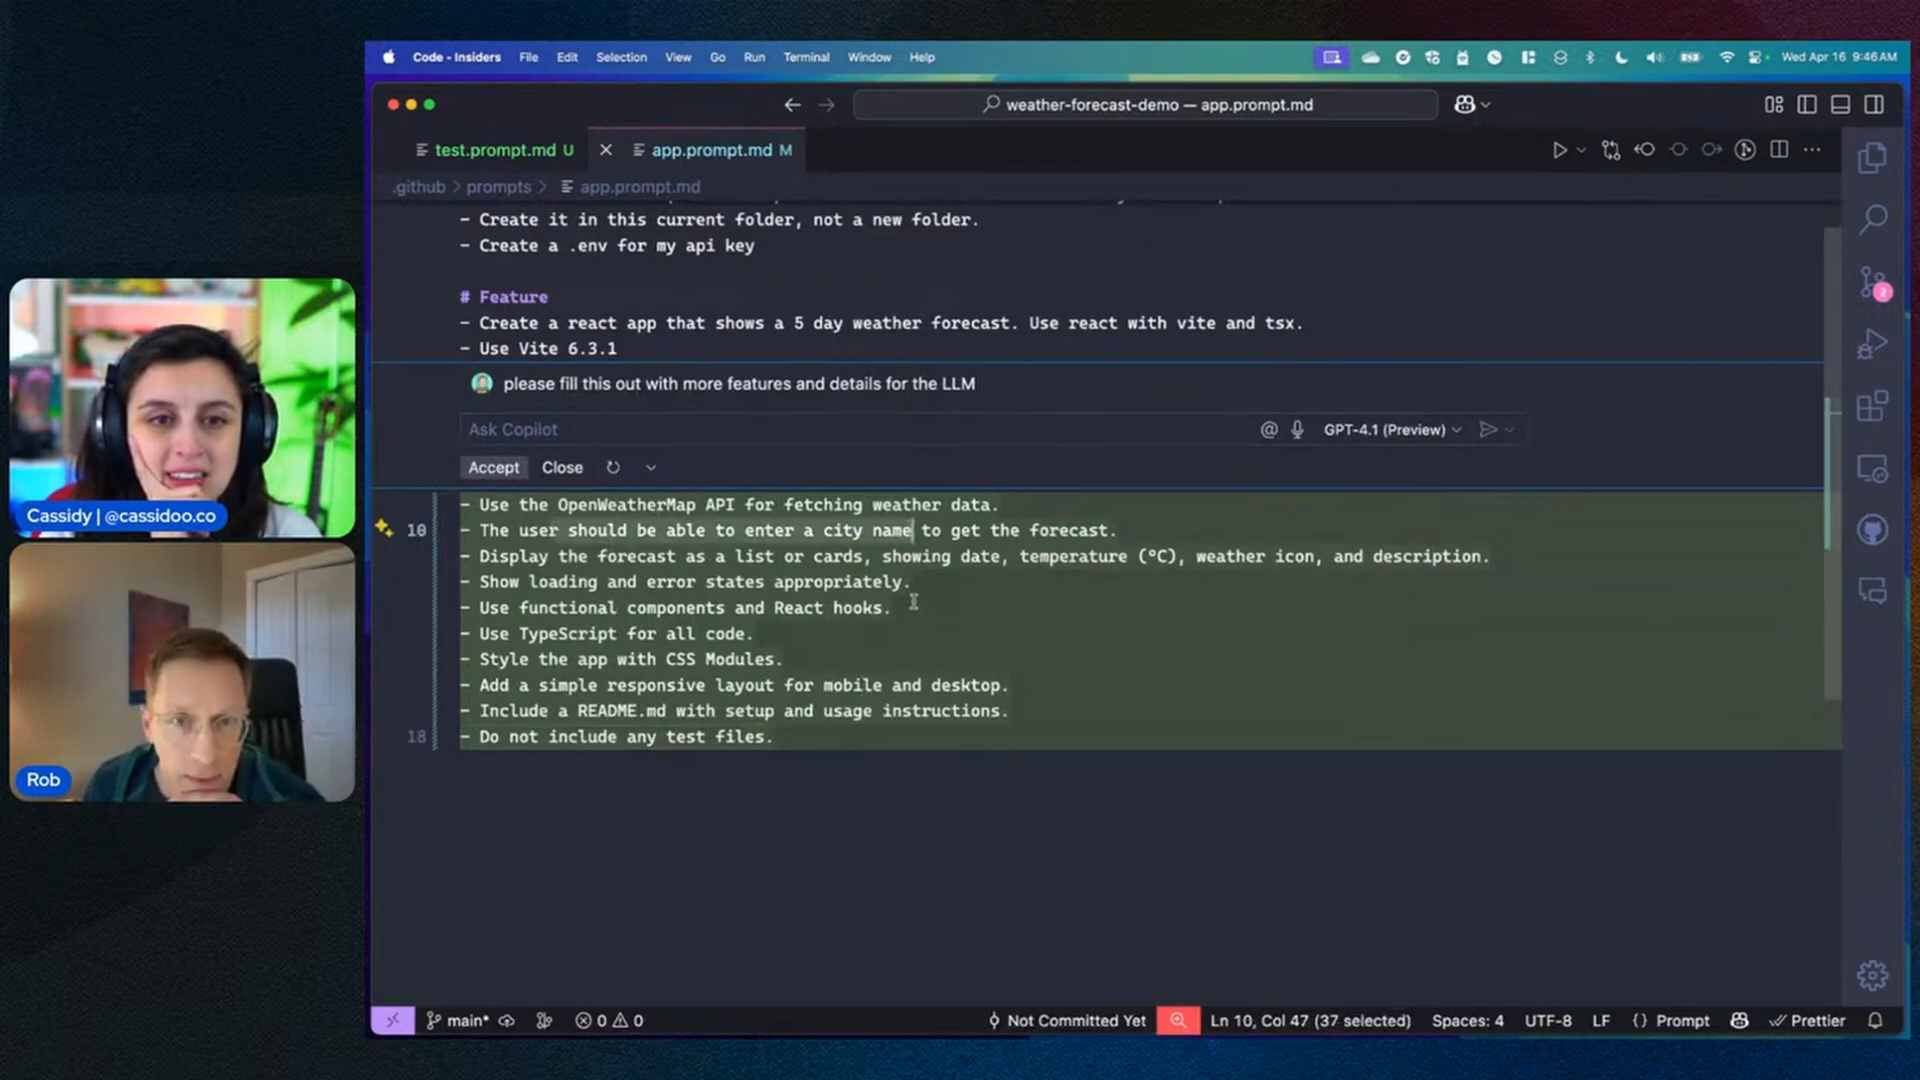 Code - Insiders File Edit Selection View Go Run Terminal Window Help Wed Apr 16 9:46 AM
weather-forecast-demo — app.prompt.md
test.prompt.md U app.prompt.md M
.github > prompts > app.prompt.md
- Create it in this current folder, not a new folder.
- Create a .env for my api key
# Feature
- Create a react app that shows a 5 day weather forecast. Use react with vite and tsx.
- Use Vite 6.3.1
please fill this out with more features and details for the LLM
Ask Copilot @ GPT-4.1 (Preview)
Accept Close
- Use the OpenWeatherMap API for fetching weather data.
10 - The user should be able to enter a city name to get the forecast.
- Display the forecast as a list or cards, showing date, temperature (°C), weather icon, and description.
- Show loading and error states appropriately.
- Use functional components and React hooks.
- Use TypeScript for all code.
- Style the app with CSS Modules.
- Add a simple responsive layout for mobile and desktop.
- Include a README.md with setup and usage instructions.
18 - Do not include any test files.
2
Cassidy | @cassidoo.co
Rob
main* 0 0 Not Committed Yet Ln 10, Col 47 (37 selected) Spaces: 4 UTF-8 LF {} Prompt Prettier